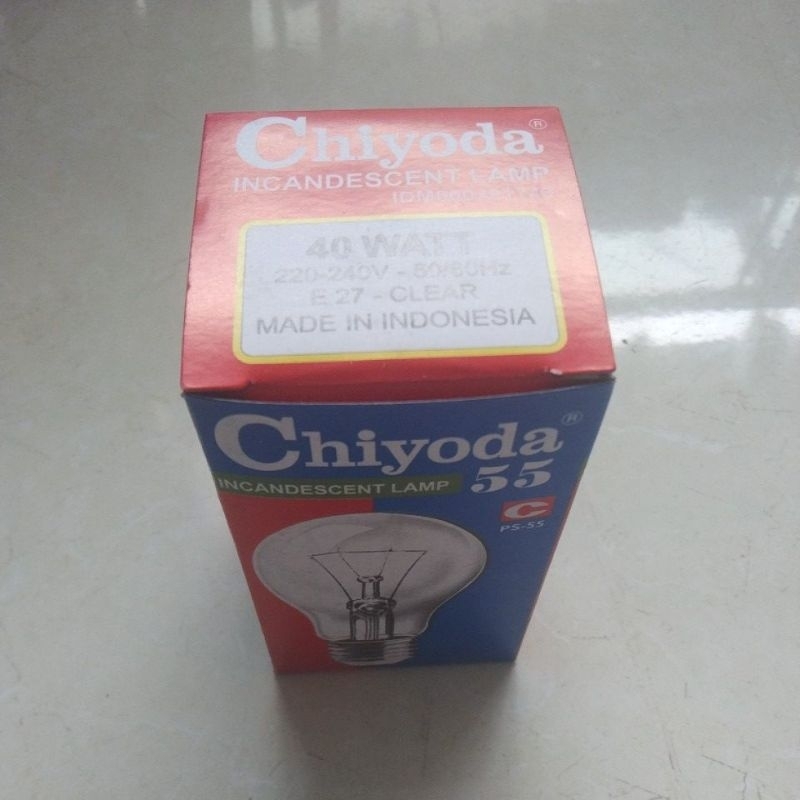 Chiyoda ®
INCANDESCENT LAMP
40 WATT
220-240V - 50/60Hz
E 27 - CLEAR
MADE IN INDONESIA
Chiyoda ®
55
INCANDESCENT LAMP
C
PS-55